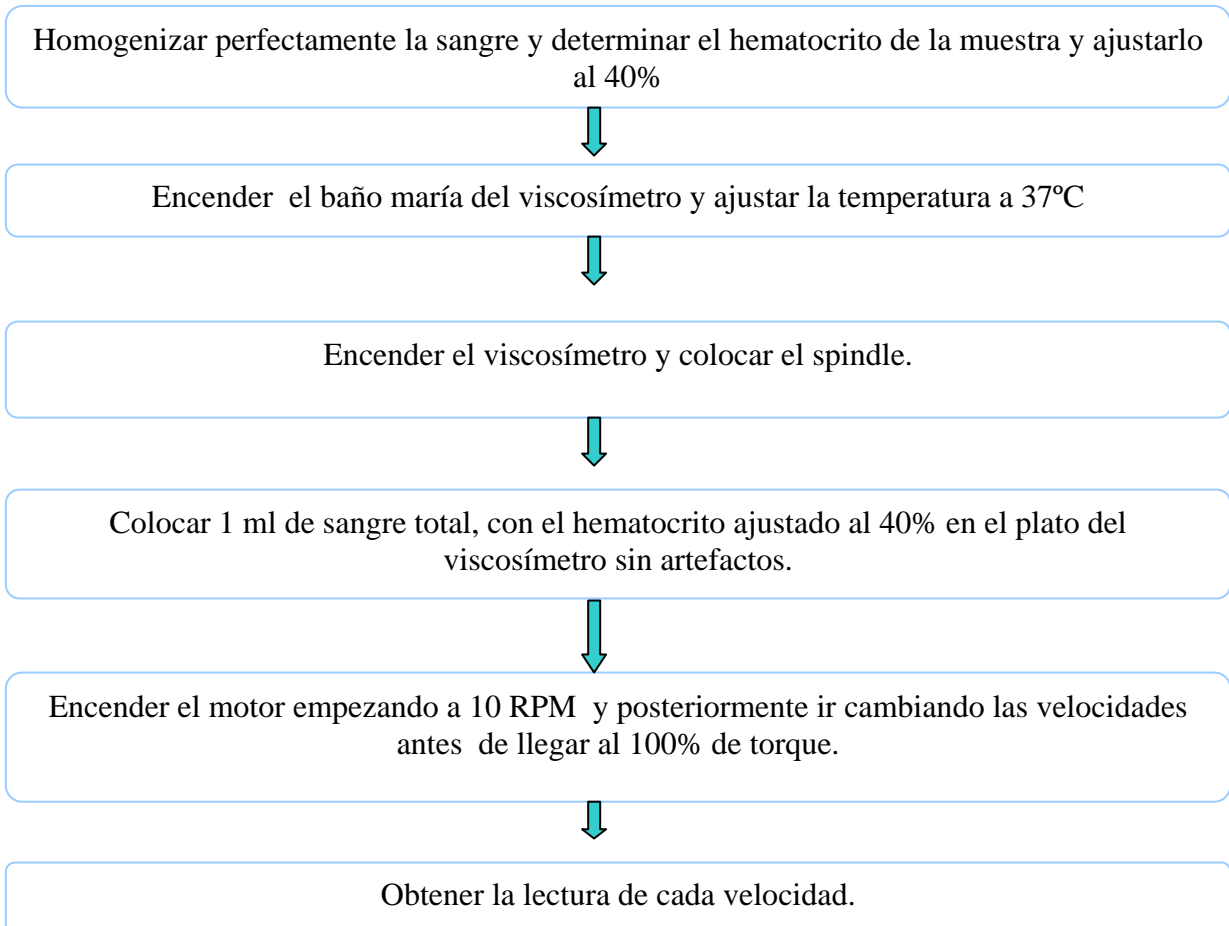 Homogenizar perfectamente la sangre y determinar el hematocrito de la muestra y ajustarlo
al 40%
Encender el baño maría del viscosímetro y ajustar la temperatura a 37ºC
Encender el viscosímetro y colocar el spindle.
Colocar 1 ml de sangre total, con el hematocrito ajustado al 40% en el plato del
viscosímetro sin artefactos.
Encender el motor empezando a 10 RPM y posteriormente ir cambiando las velocidades
antes de llegar al 100% de torque.
Obtener la lectura de cada velocidad.